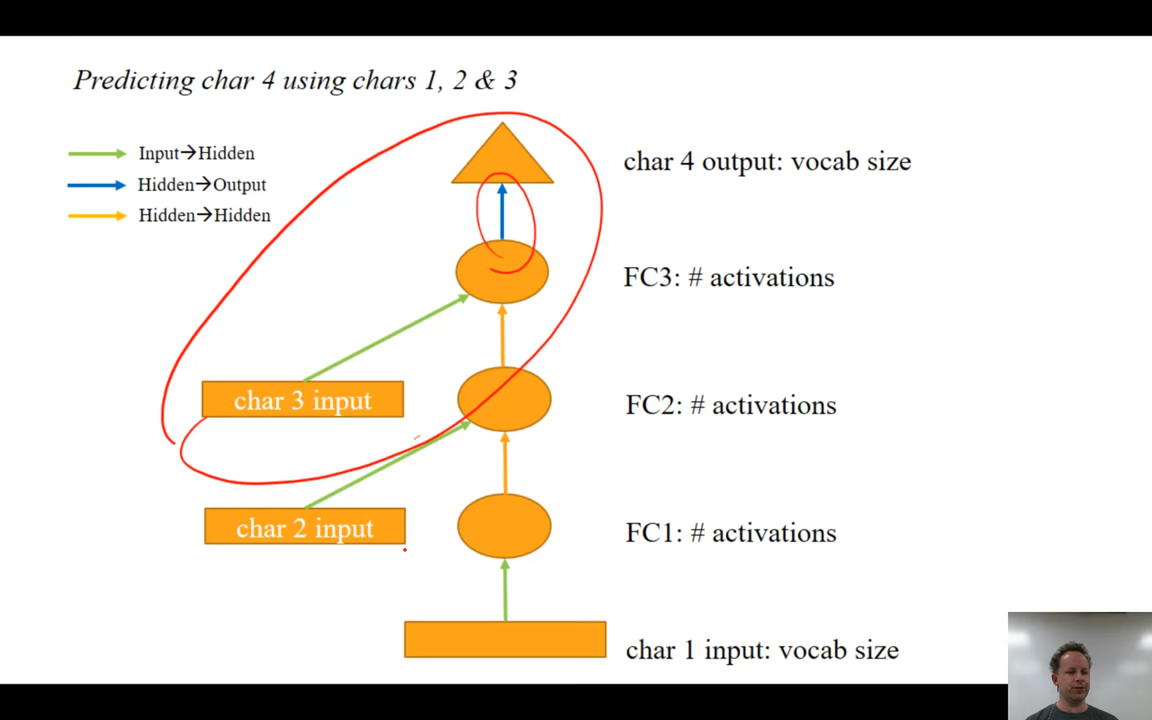 Predicting char 4 using chars 1, 2 & 3
Input→Hidden
Hidden→Output
Hidden→Hidden
char 4 output: vocab size
FC3: # activations
char 3 input
FC2: # activations
char 2 input
FC1: # activations
char 1 input: vocab size